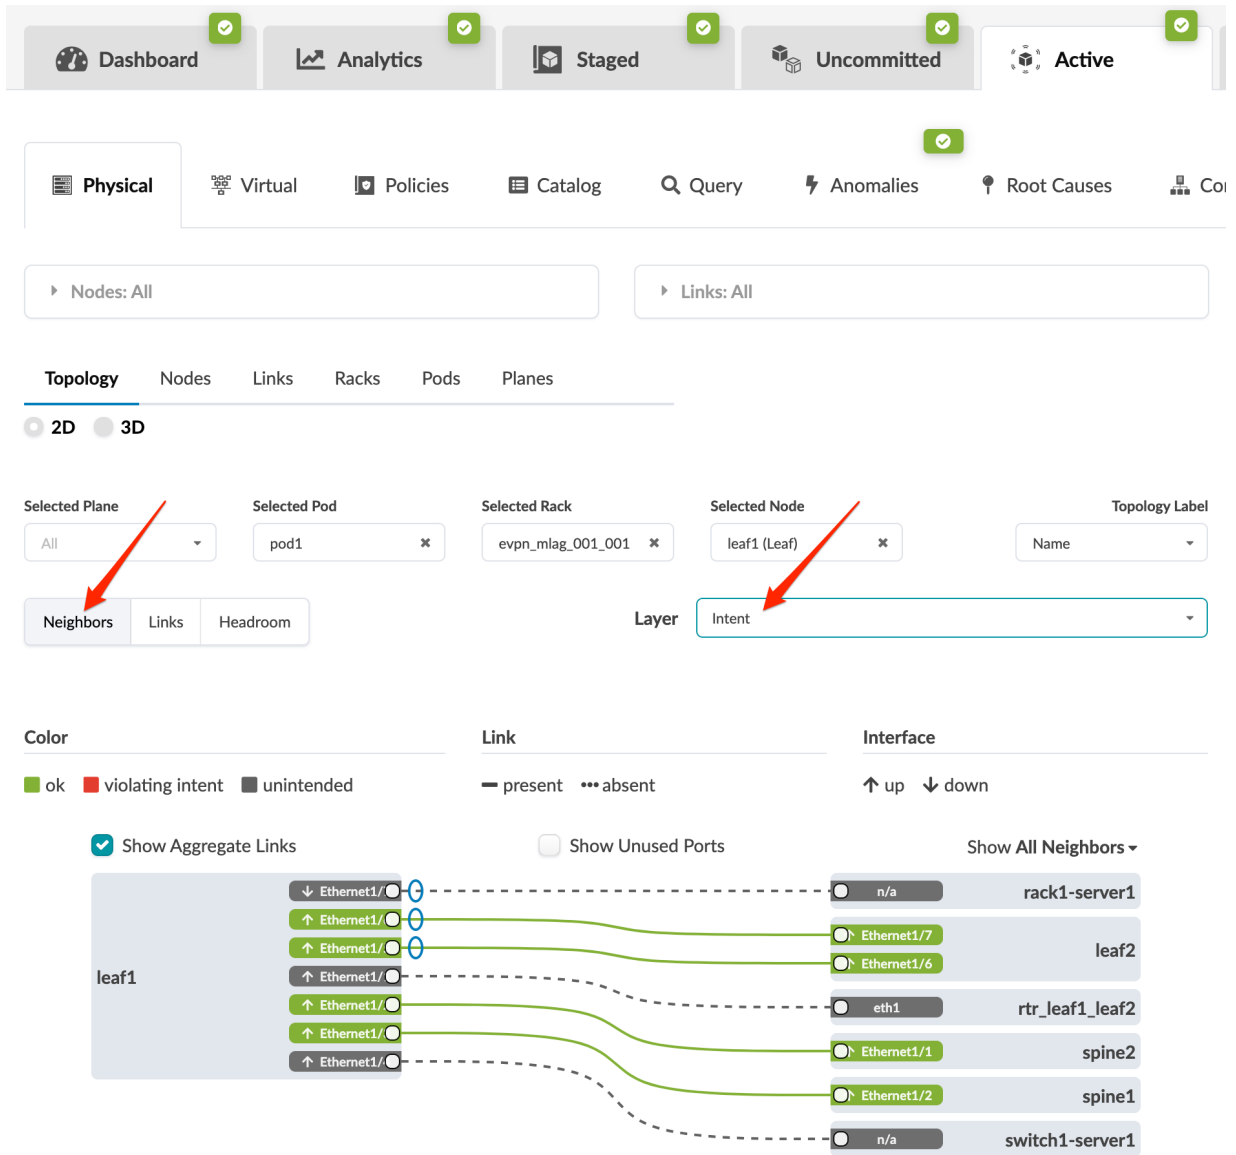 Dashboard Analytics Staged Uncommitted Active
Physical Virtual Policies Catalog Query Anomalies Root Causes
Nodes: All Links: All
Topology Nodes Links Racks Pods Planes
2D 3D
Selected Plane Selected Pod Selected Rack Selected Node Topology Label
All pod1 evpn_mlag_001_001 leaf1 (Leaf) Name
Neighbors Links Headroom Layer Intent
Color Link Interface
ok violating intent unintended present absent up down
Show Aggregate Links Show Unused Ports Show All Neighbors
Ethernet1/ n/a rack1-server1
Ethernet1/ Ethernet1/7
leaf2
Ethernet1/ Ethernet1/6
leaf1
Ethernet1/ eth1 rtr_leaf1_leaf2
Ethernet1/ Ethernet1/1 spine2
Ethernet1/ Ethernet1/2 spine1
Ethernet1/ n/a switch1-server1